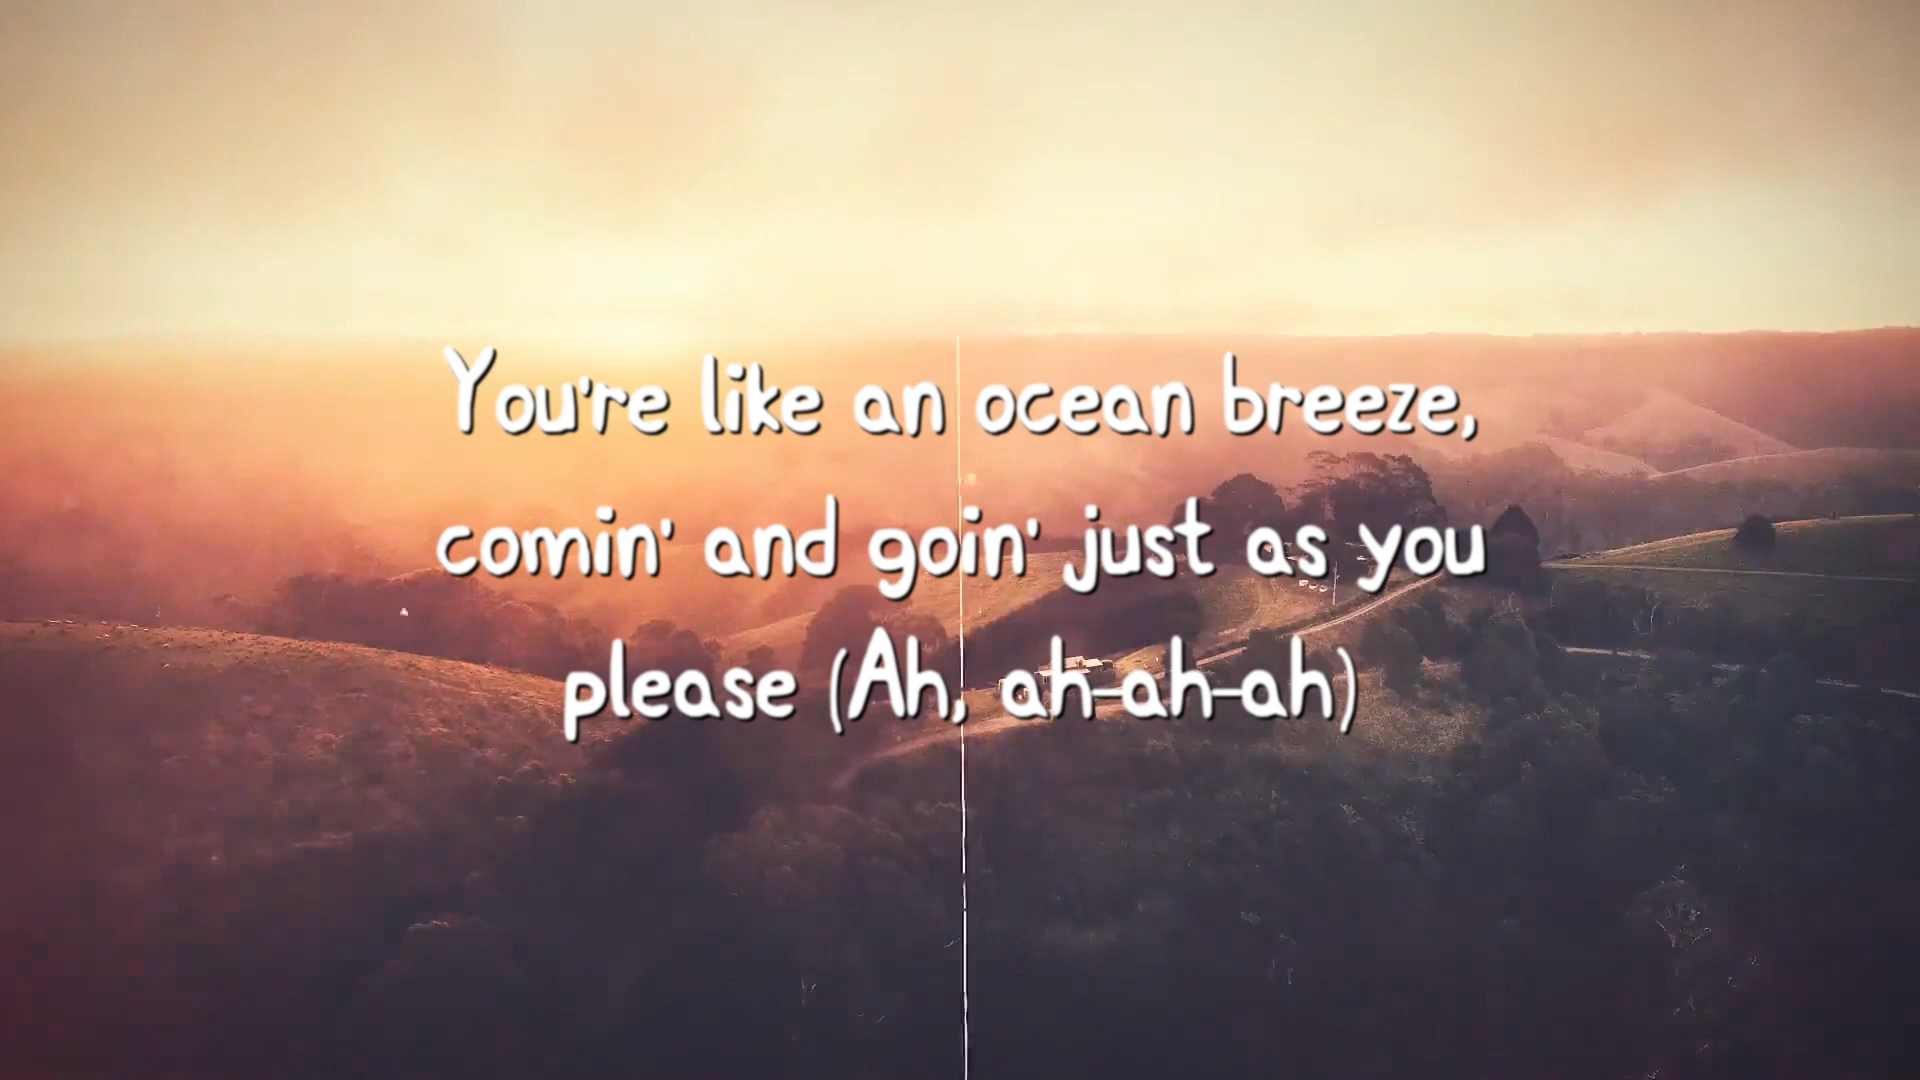 You're like an ocean breeze,
comin' and goin' just as you
please (Ah, ah-ah-ah)